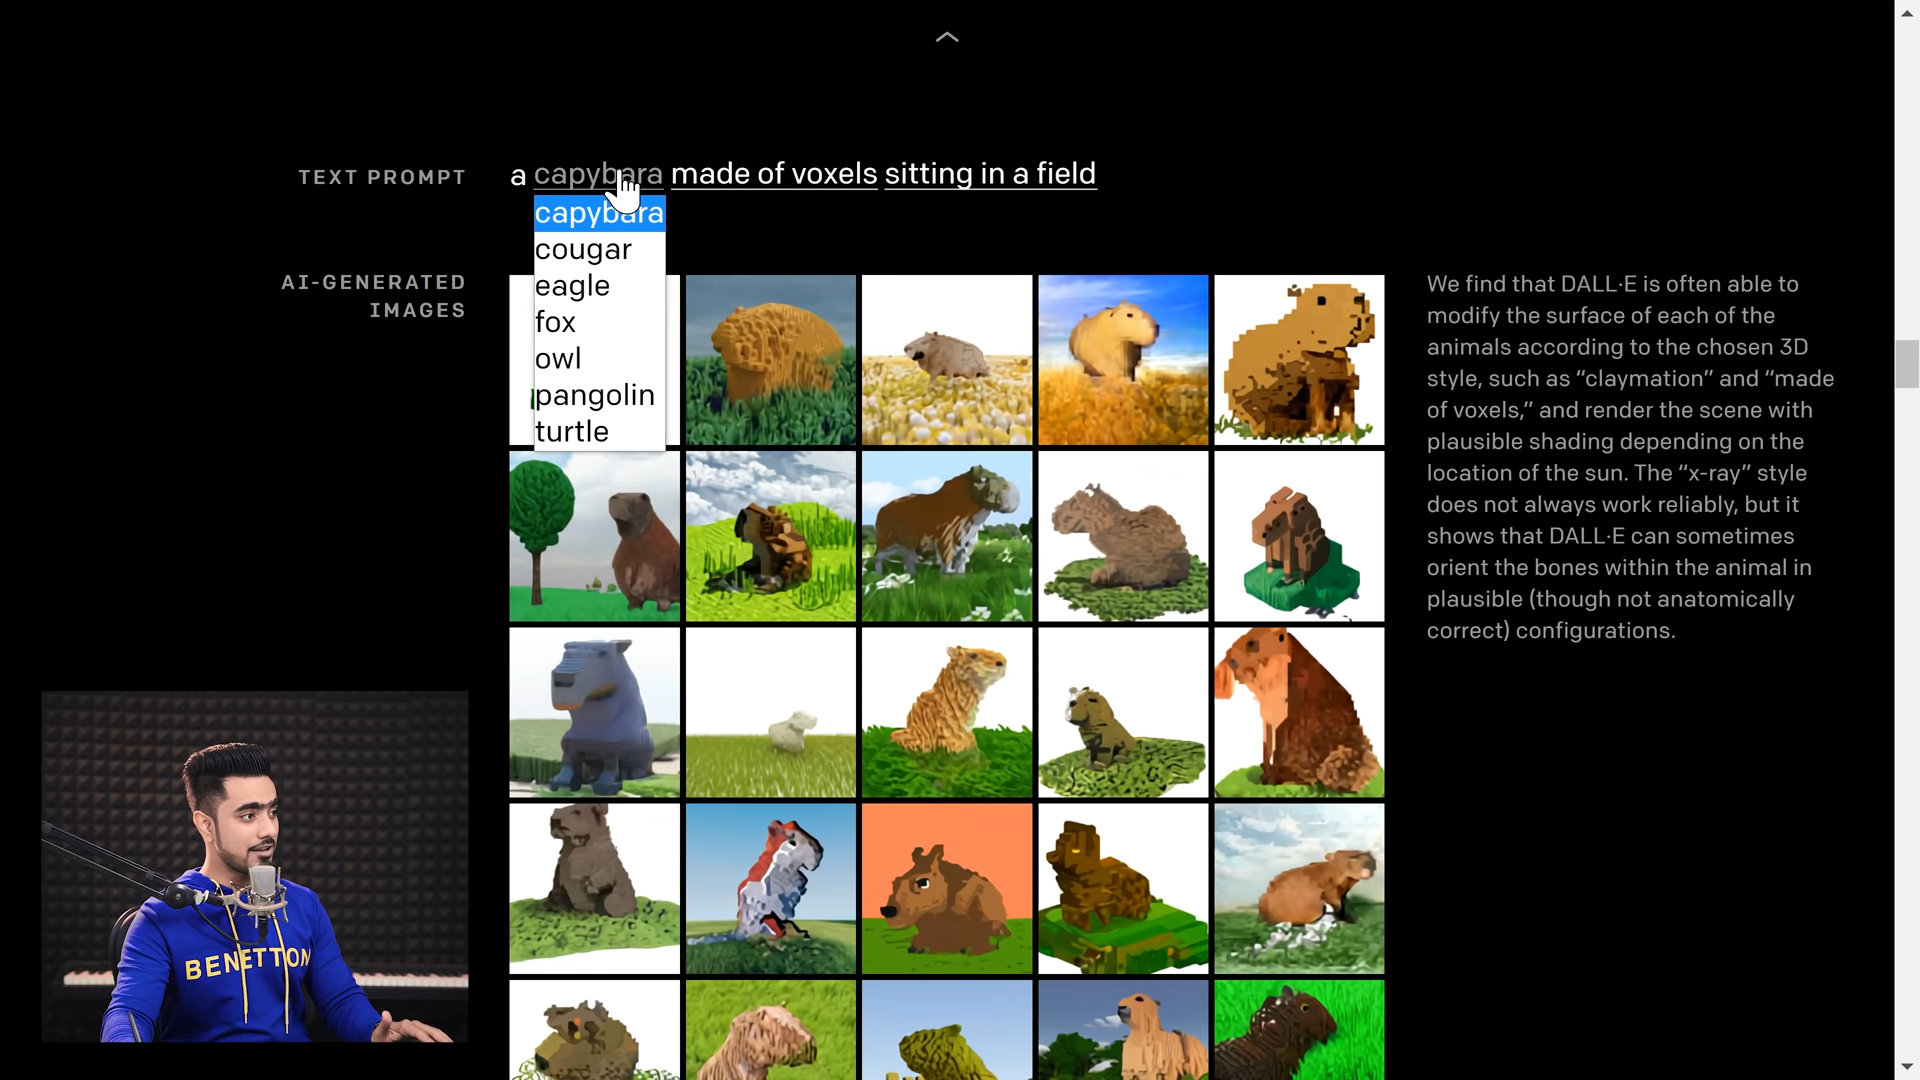 TEXT PROMPT
a capybara made of voxels sitting in a field
capybara
cougar
eagle
fox
owl
pangolin
turtle
AI-GENERATED
IMAGES
We find that DALL·E is often able to
modify the surface of each of the
animals according to the chosen 3D
style, such as “claymation” and “made
of voxels,” and render the scene with
plausible shading depending on the
location of the sun. The “x-ray” style
does not always work reliably, but it
shows that DALL·E can sometimes
orient the bones within the animal in
plausible (though not anatomically
correct) configurations.
BENETTON